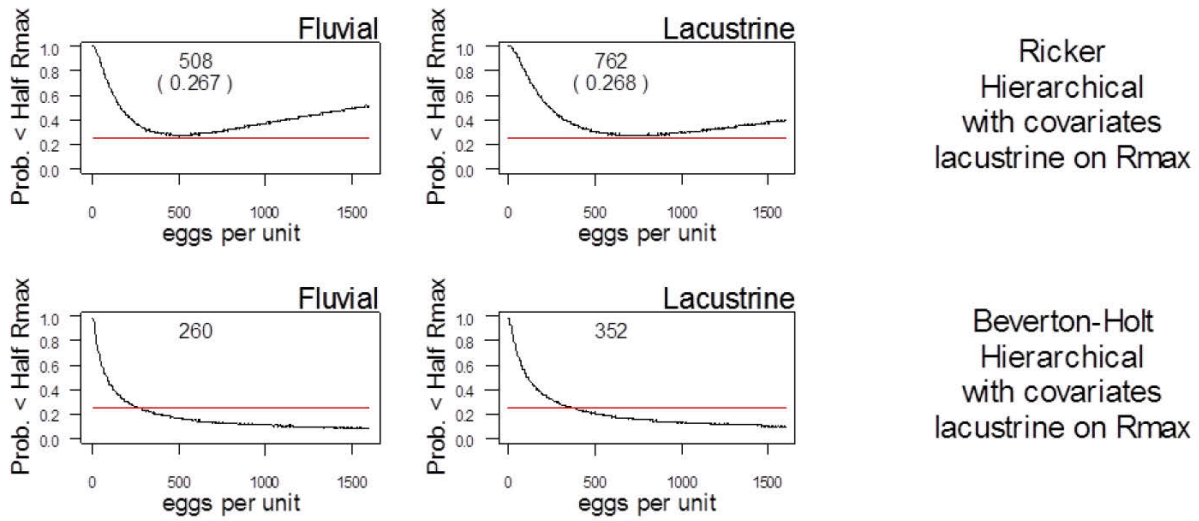 Fluvial
Prob. < Half Rmax
1.0
0.8
0.6
0.4
0.2
0.0
508
( 0.267 )
0 500 1000 1500
eggs per unit
Lacustrine
Prob. < Half Rmax
1.0
0.8
0.6
0.4
0.2
0.0
762
( 0.268 )
0 500 1000 1500
eggs per unit
Ricker
Hierarchical
with covariates
lacustrine on Rmax
Fluvial
Prob. < Half Rmax
1.0
0.8
0.6
0.4
0.2
0.0
260
0 500 1000 1500
eggs per unit
Lacustrine
Prob. < Half Rmax
1.0
0.8
0.6
0.4
0.2
0.0
352
0 500 1000 1500
eggs per unit
Beverton-Holt
Hierarchical
with covariates
lacustrine on Rmax